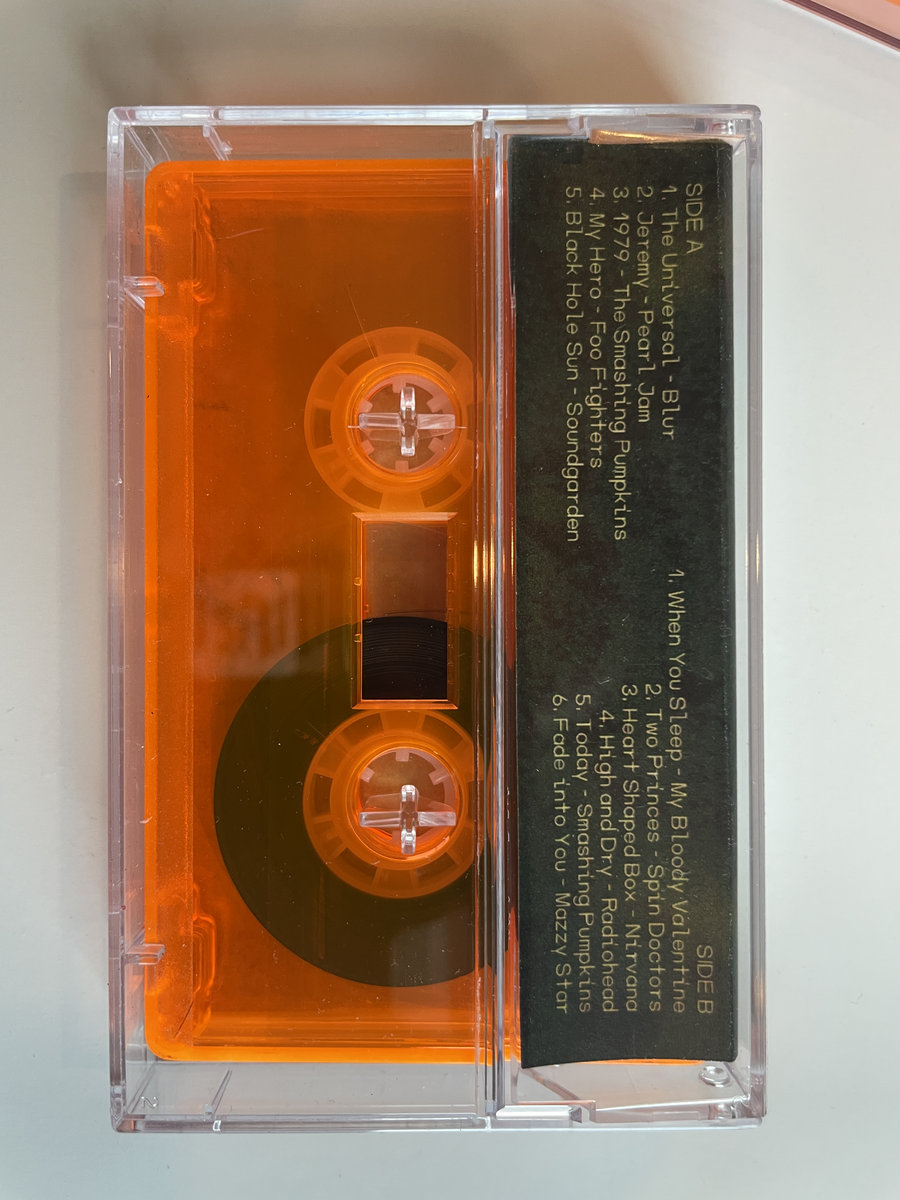 SIDE A
1. The Universal - Blur
2. Jeremy - Pearl Jam
3. 1979 - The Smashing Pumpkins
4. My Hero - Foo Fighters
5. Black Hole Sun - Soundgarden
SIDE B
1. When You Sleep - My Bloody Valentine
2. Two Princes - Spin Doctors
3. Heart Shaped Box - Nirvana
4. High and Dry - Radiohead
5. Today - Smashing Pumpkins
6. Fade into You - Mazzy Star
2